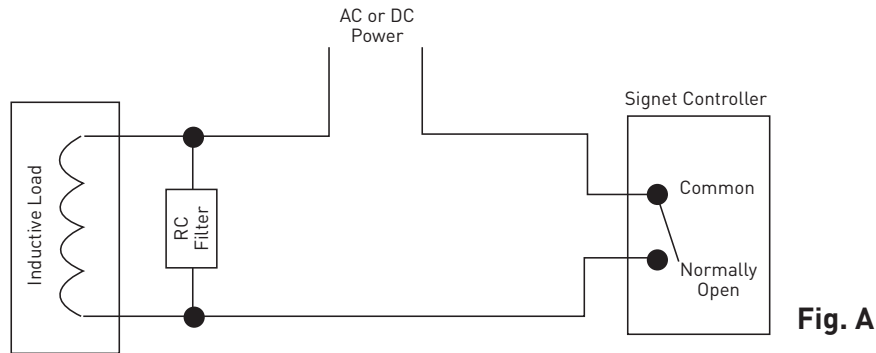 AC or DC
Power
Signet Controller
Inductive Load
RC
Filter
Common
Normally
Open
Fig. A